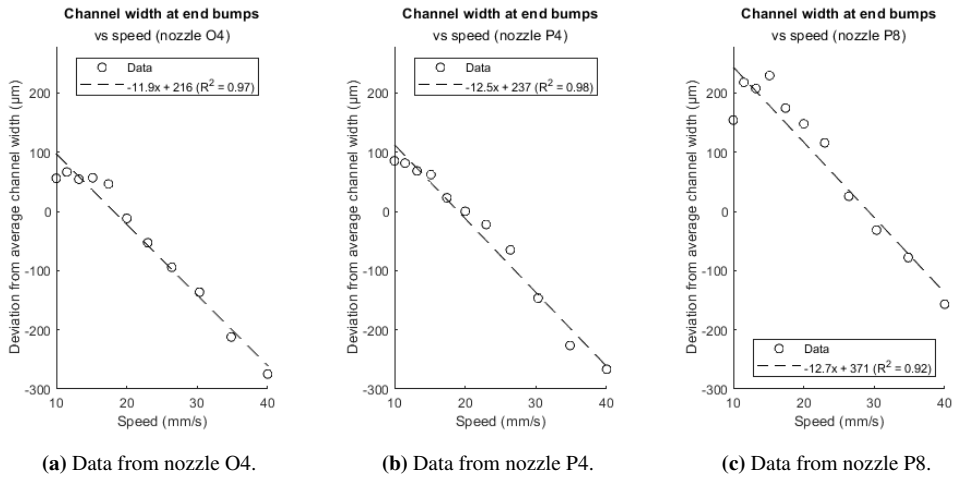 Channel width at end bumps
vs speed (nozzle O4)
Data
-11.9x + 216 (R² = 0.97)
200
100
0
-100
-200
-300
Deviation from average channel width (μm)
10
20
30
40
Speed (mm/s)
(a) Data from nozzle O4.
Channel width at end bumps
vs speed (nozzle P4)
Data
-12.5x + 237 (R² = 0.98)
200
100
0
-100
-200
-300
Deviation from average channel width (μm)
10
20
30
40
Speed (mm/s)
(b) Data from nozzle P4.
Channel width at end bumps
vs speed (nozzle P8)
200
100
0
-100
-200
-300
Deviation from average channel width (μm)
Data
-12.7x + 371 (R² = 0.92)
10
20
30
40
Speed (mm/s)
(c) Data from nozzle P8.